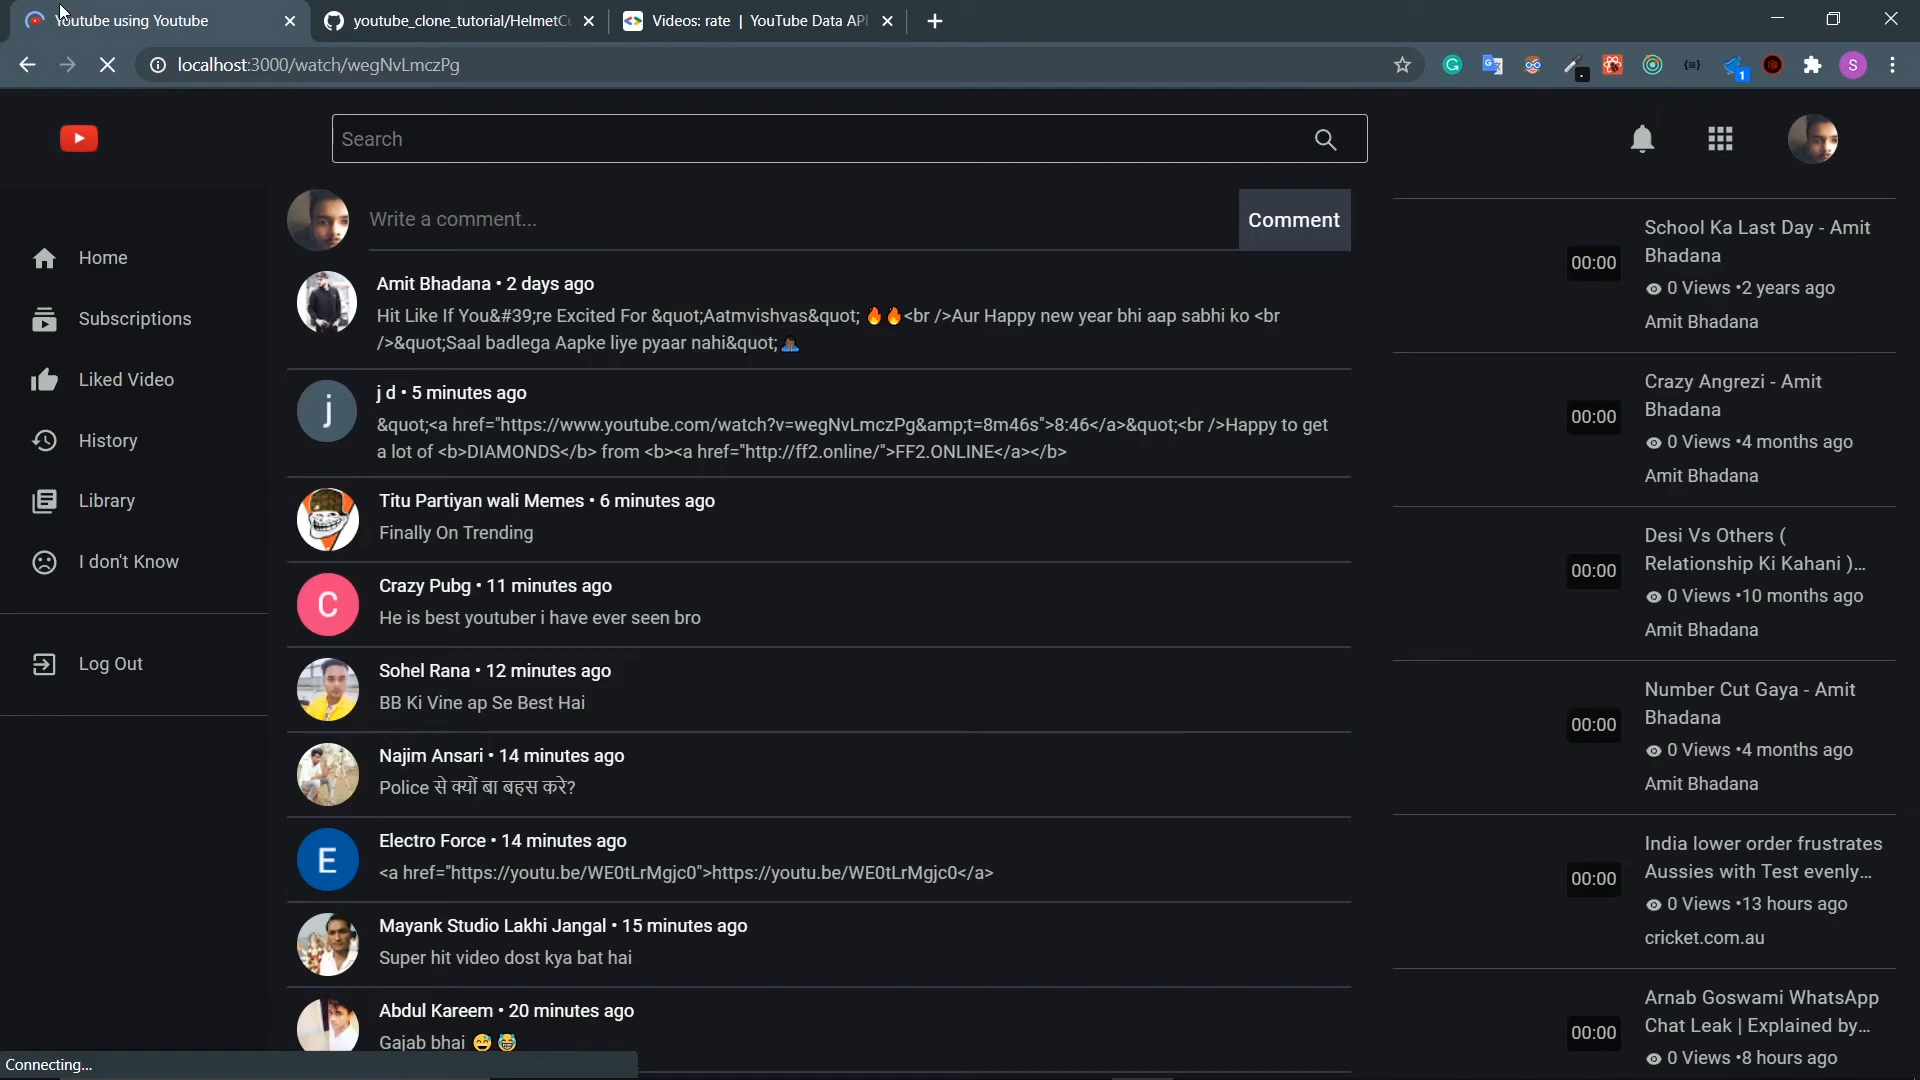 Youtube using Youtube
youtube_clone_tutorial/HelmetCu
Videos: rate | YouTube Data API
localhost:3000/watch/wegNvLmczPg
S
1
Search
Home
Subscriptions
Liked Video
History
Library
I don't Know
Log Out
Write a comment...
Comment
Amit Bhadana • 2 days ago
Hit Like If You&#39;re Excited For &quot;Aatmvishvas&quot; 🔥🔥<br />Aur Happy new year bhi aap sabhi ko <br
/>&quot;Saal badlega Aapke liye pyaar nahi&quot; 🙇🏾
j
j d • 5 minutes ago
&quot;<a href="https://www.youtube.com/watch?v=wegNvLmczPg&amp;t=8m46s">8:46</a>&quot;<br />Happy to get
a lot of <b>DIAMONDS</b> from <b><a href="http://ff2.online/">FF2.ONLINE</a></b>
Titu Partiyan wali Memes • 6 minutes ago
Finally On Trending
C
Crazy Pubg • 11 minutes ago
He is best youtuber i have ever seen bro
Sohel Rana • 12 minutes ago
BB Ki Vine ap Se Best Hai
Najim Ansari • 14 minutes ago
Police से क्यों बा बहस करे?
E
Electro Force • 14 minutes ago
<a href="https://youtu.be/WE0tLrMgjc0">https://youtu.be/WE0tLrMgjc0</a>
Mayank Studio Lakhi Jangal • 15 minutes ago
Super hit video dost kya bat hai
Abdul Kareem • 20 minutes ago
Gajab bhai 😅😂
00:00
School Ka Last Day - Amit
Bhadana
0 Views •2 years ago
Amit Bhadana
00:00
Crazy Angrezi - Amit
Bhadana
0 Views •4 months ago
Amit Bhadana
00:00
Desi Vs Others (
Relationship Ki Kahani )...
0 Views •10 months ago
Amit Bhadana
00:00
Number Cut Gaya - Amit
Bhadana
0 Views •4 months ago
Amit Bhadana
00:00
India lower order frustrates
Aussies with Test evenly...
0 Views •13 hours ago
cricket.com.au
00:00
Arnab Goswami WhatsApp
Chat Leak | Explained by...
0 Views •8 hours ago
Connecting...